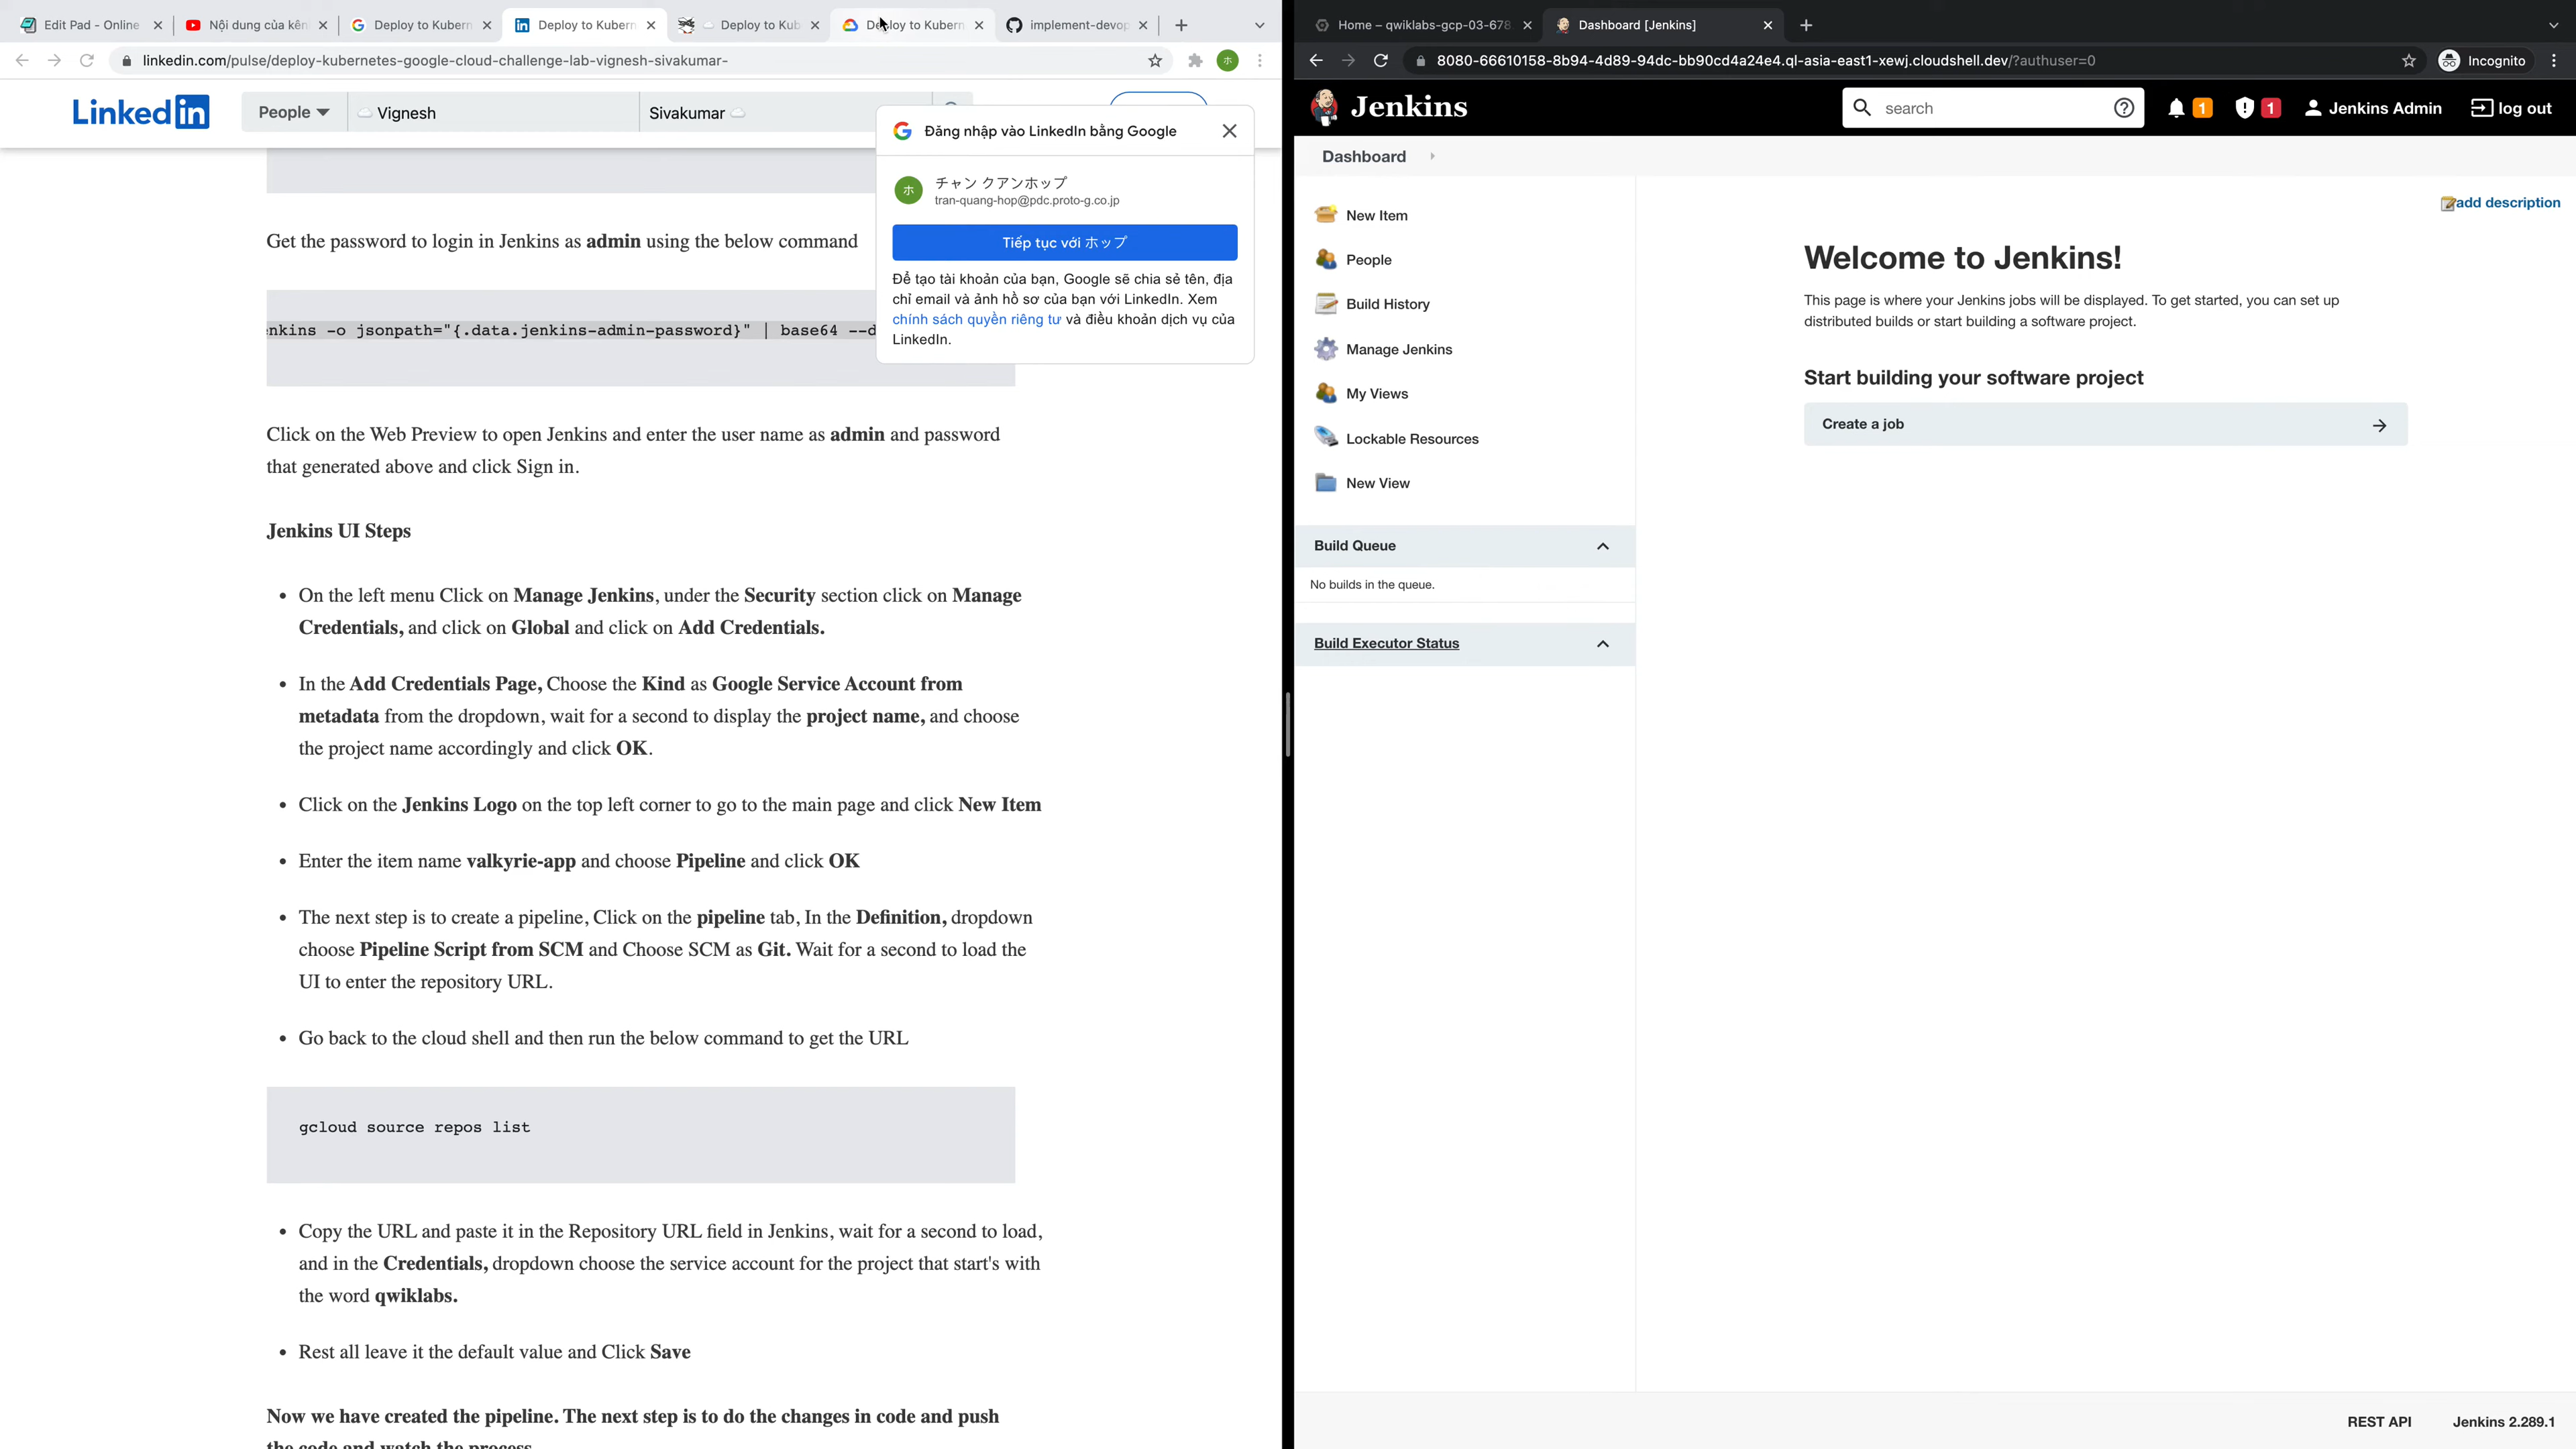 Edit Pad - Online
Nội dung của kên
Deploy to Kubern
Deploy to Kubern
Deploy to Kub
Deploy to Kubern
implement-devop
linkedin.com/pulse/deploy-kubernetes-google-cloud-challenge-lab-vignesh-sivakumar-
ホ
Linked in
People
Vignesh
Sivakumar
Đăng nhập vào LinkedIn bằng Google
ホ
チャン クアンホップ
tran-quang-hop@pdc.proto-g.co.jp
Tiếp tục với ホップ
Để tạo tài khoản của bạn, Google sẽ chia sẻ tên, địa
chỉ email và ảnh hồ sơ của bạn với LinkedIn. Xem
chính sách quyền riêng tư và điều khoản dịch vụ của
LinkedIn.
Get the password to login in Jenkins as admin using the below command
nkins -o jsonpath="{.data.jenkins-admin-password}" | base64 --d
Click on the Web Preview to open Jenkins and enter the user name as admin and password
that generated above and click Sign in.
Jenkins UI Steps
• On the left menu Click on Manage Jenkins, under the Security section click on Manage
Credentials, and click on Global and click on Add Credentials.
• In the Add Credentials Page, Choose the Kind as Google Service Account from
metadata from the dropdown, wait for a second to display the project name, and choose
the project name accordingly and click OK.
• Click on the Jenkins Logo on the top left corner to go to the main page and click New Item
• Enter the item name valkyrie-app and choose Pipeline and click OK
• The next step is to create a pipeline, Click on the pipeline tab, In the Definition, dropdown
choose Pipeline Script from SCM and Choose SCM as Git. Wait for a second to load the
UI to enter the repository URL.
• Go back to the cloud shell and then run the below command to get the URL
gcloud source repos list
• Copy the URL and paste it in the Repository URL field in Jenkins, wait for a second to load,
and in the Credentials, dropdown choose the service account for the project that start's with
the word qwiklabs.
• Rest all leave it the default value and Click Save
Now we have created the pipeline. The next step is to do the changes in code and push
the code and watch the process
Home – qwiklabs-gcp-03-678
Dashboard [Jenkins]
8080-66610158-8b94-4d89-94dc-bb90cd4a24e4.ql-asia-east1-xewj.cloudshell.dev/?authuser=0
Incognito
Jenkins
search
1
1
Jenkins Admin
log out
Dashboard
New Item
People
Build History
Manage Jenkins
My Views
Lockable Resources
New View
Build Queue
No builds in the queue.
Build Executor Status
add description
Welcome to Jenkins!
This page is where your Jenkins jobs will be displayed. To get started, you can set up
distributed builds or start building a software project.
Start building your software project
Create a job
REST API
Jenkins 2.289.1